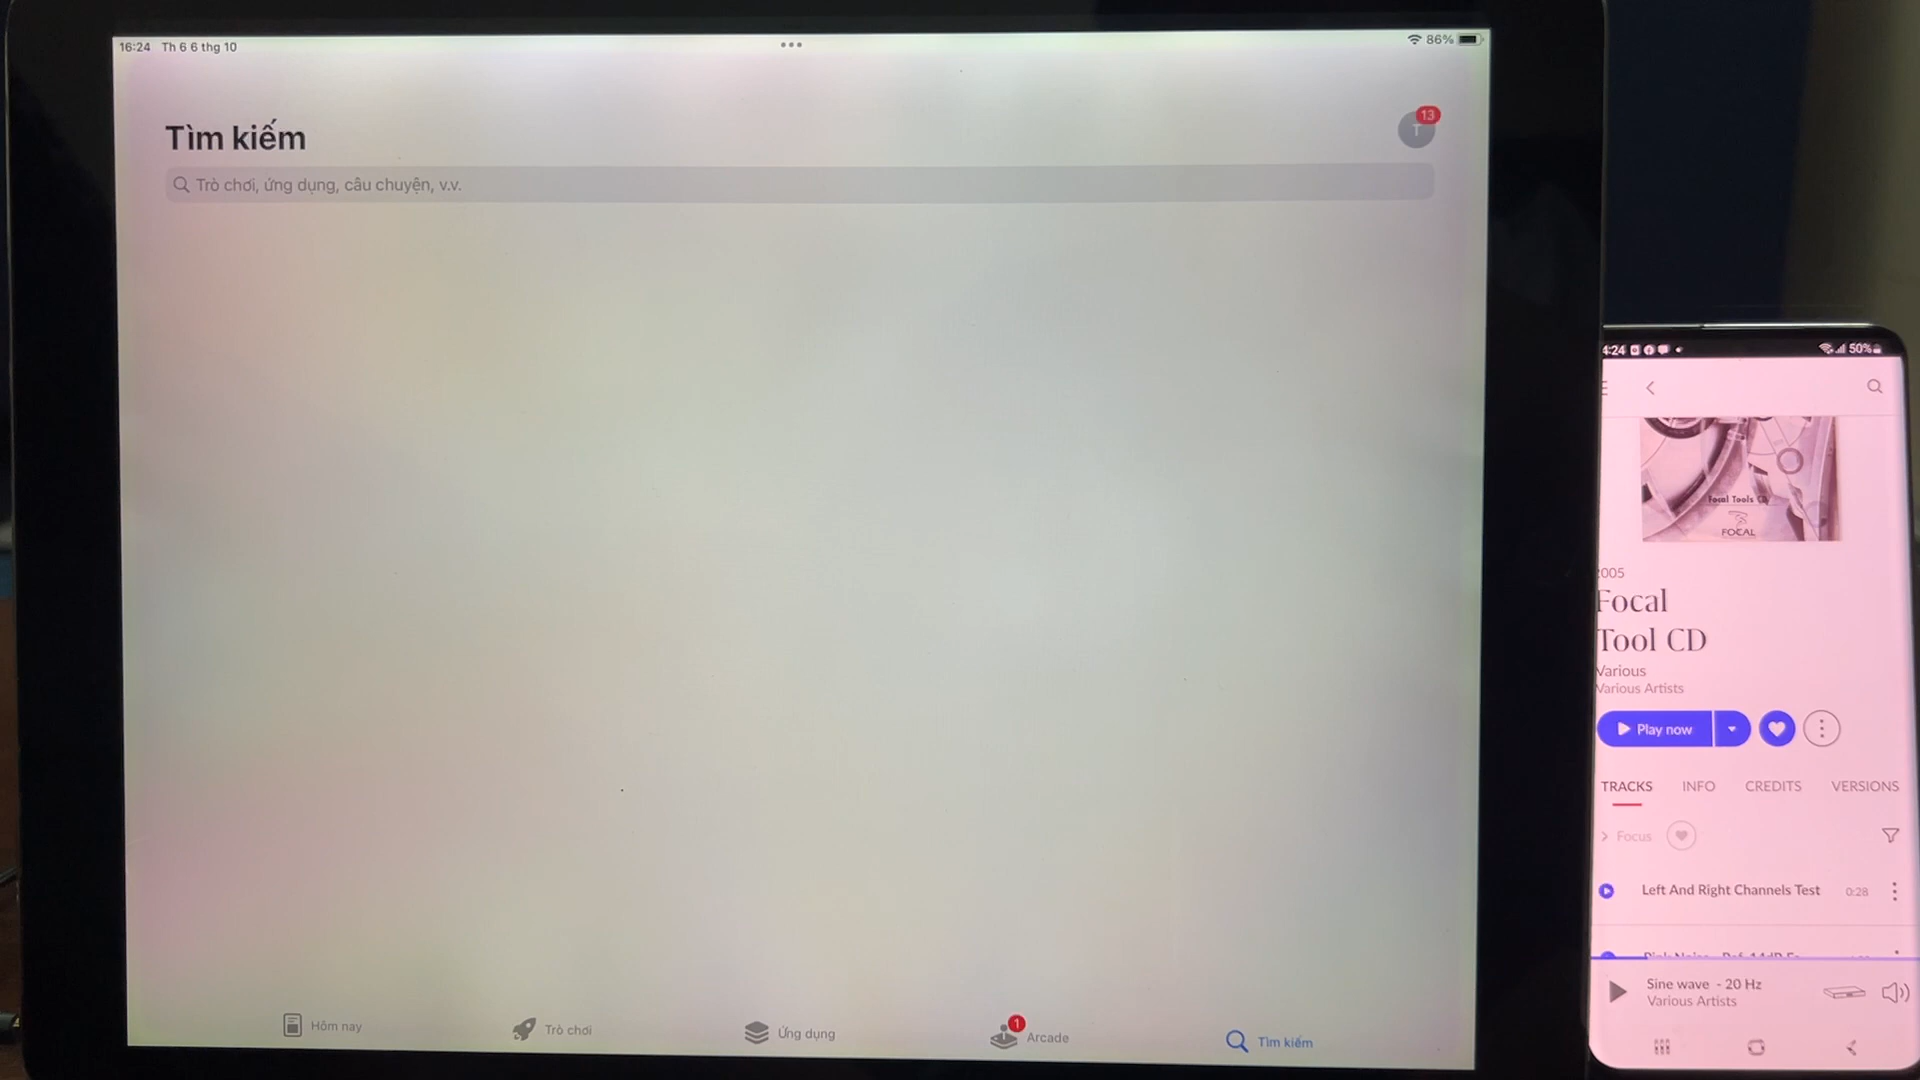 16:24 Th 6 6 thg 10
86%
Tìm kiếm
13
T
Trò chơi, ứng dụng, câu chuyện, v.v.
Hôm nay
Trò chơi
Ứng dụng
1
Arcade
Tìm kiếm
4:24
50%
Focal Tools CD
FOCAL
2005
Focal
Tool CD
Various
Various Artists
Play now
TRACKS INFO CREDITS VERSIONS
Focus
Left And Right Channels Test 0:28
Sine wave - 20 Hz
Various Artists